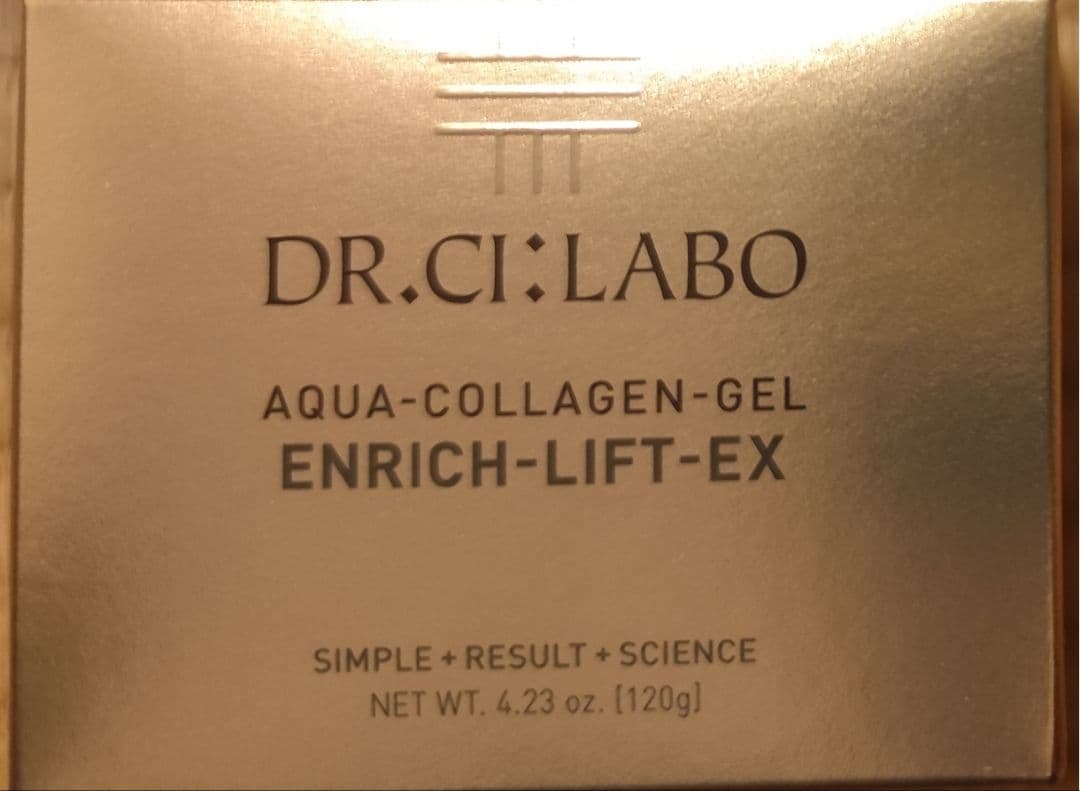 DR.CI:LABO
AQUA-COLLAGEN-GEL
ENRICH-LIFT-EX
SIMPLE+RESULT+SCIENCE
NET WT. 4.23 oz. [120g]